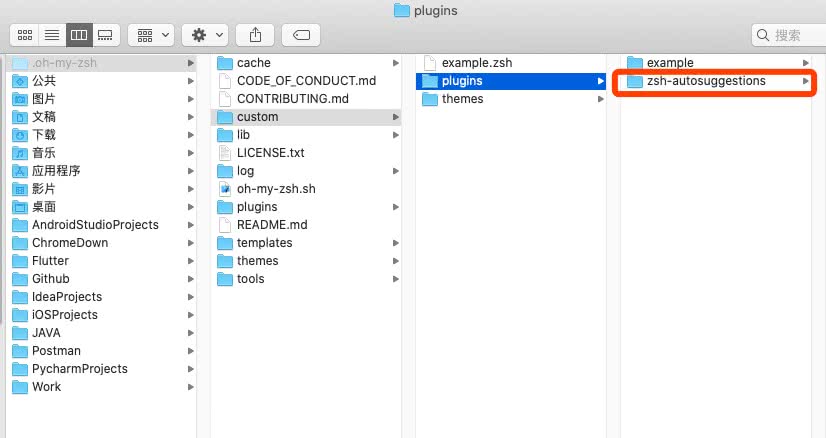 plugins
搜索
.oh-my-zsh
公共
图片
文稿
下载
音乐
应用程序
影片
桌面
AndroidStudioProjects
ChromeDown
Flutter
Github
IdeaProjects
iOSProjects
JAVA
Postman
PycharmProjects
Work
cache
CODE_OF_CONDUCT.md
CONTRIBUTING.md
custom
lib
LICENSE.txt
log
oh-my-zsh.sh
plugins
README.md
templates
themes
tools
example.zsh
plugins
themes
example
zsh-autosuggestions